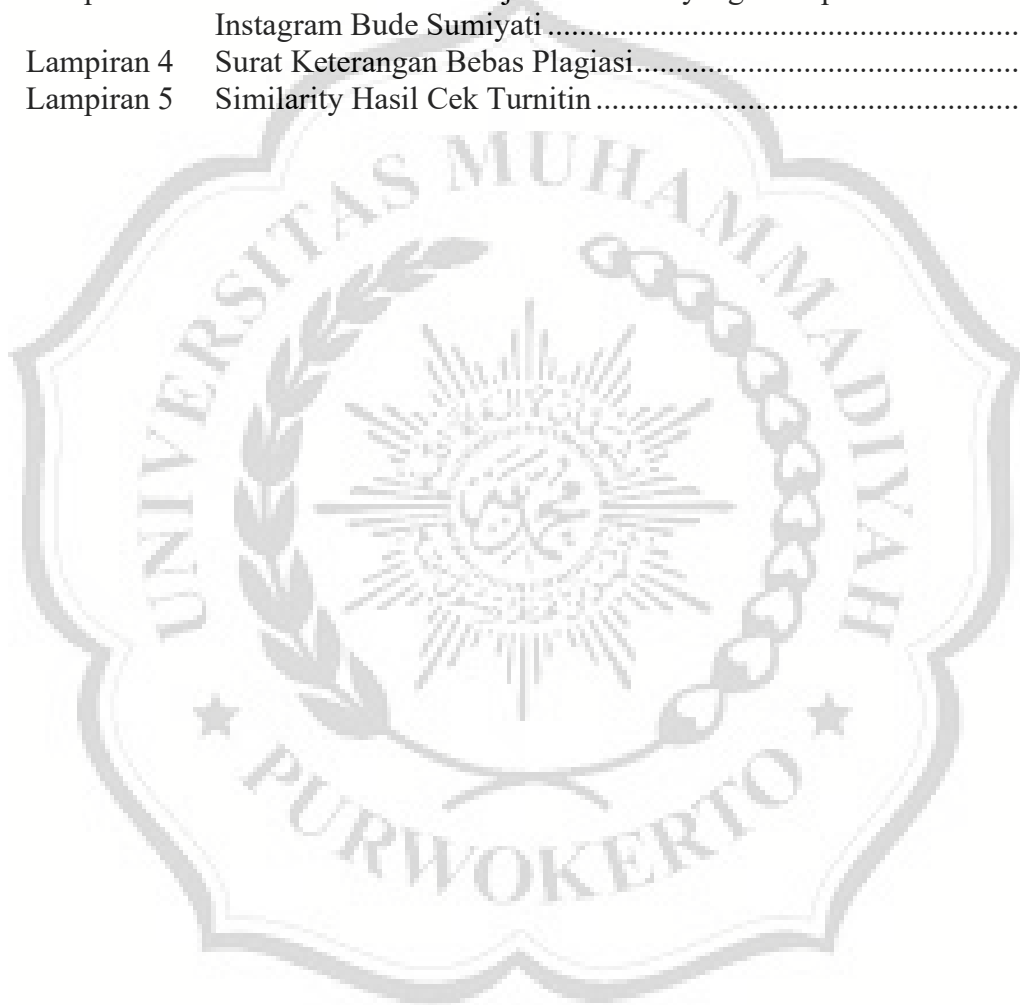 Instagram Bude Sumiyati ..........................................................
Lampiran 4 Surat Keterangan Bebas Plagiasi ..............................................
Lampiran 5 Similarity Hasil Cek Turnitin ..................................................
UNIVERSITAS MUHAMMADIYAH
PURWOKERTO